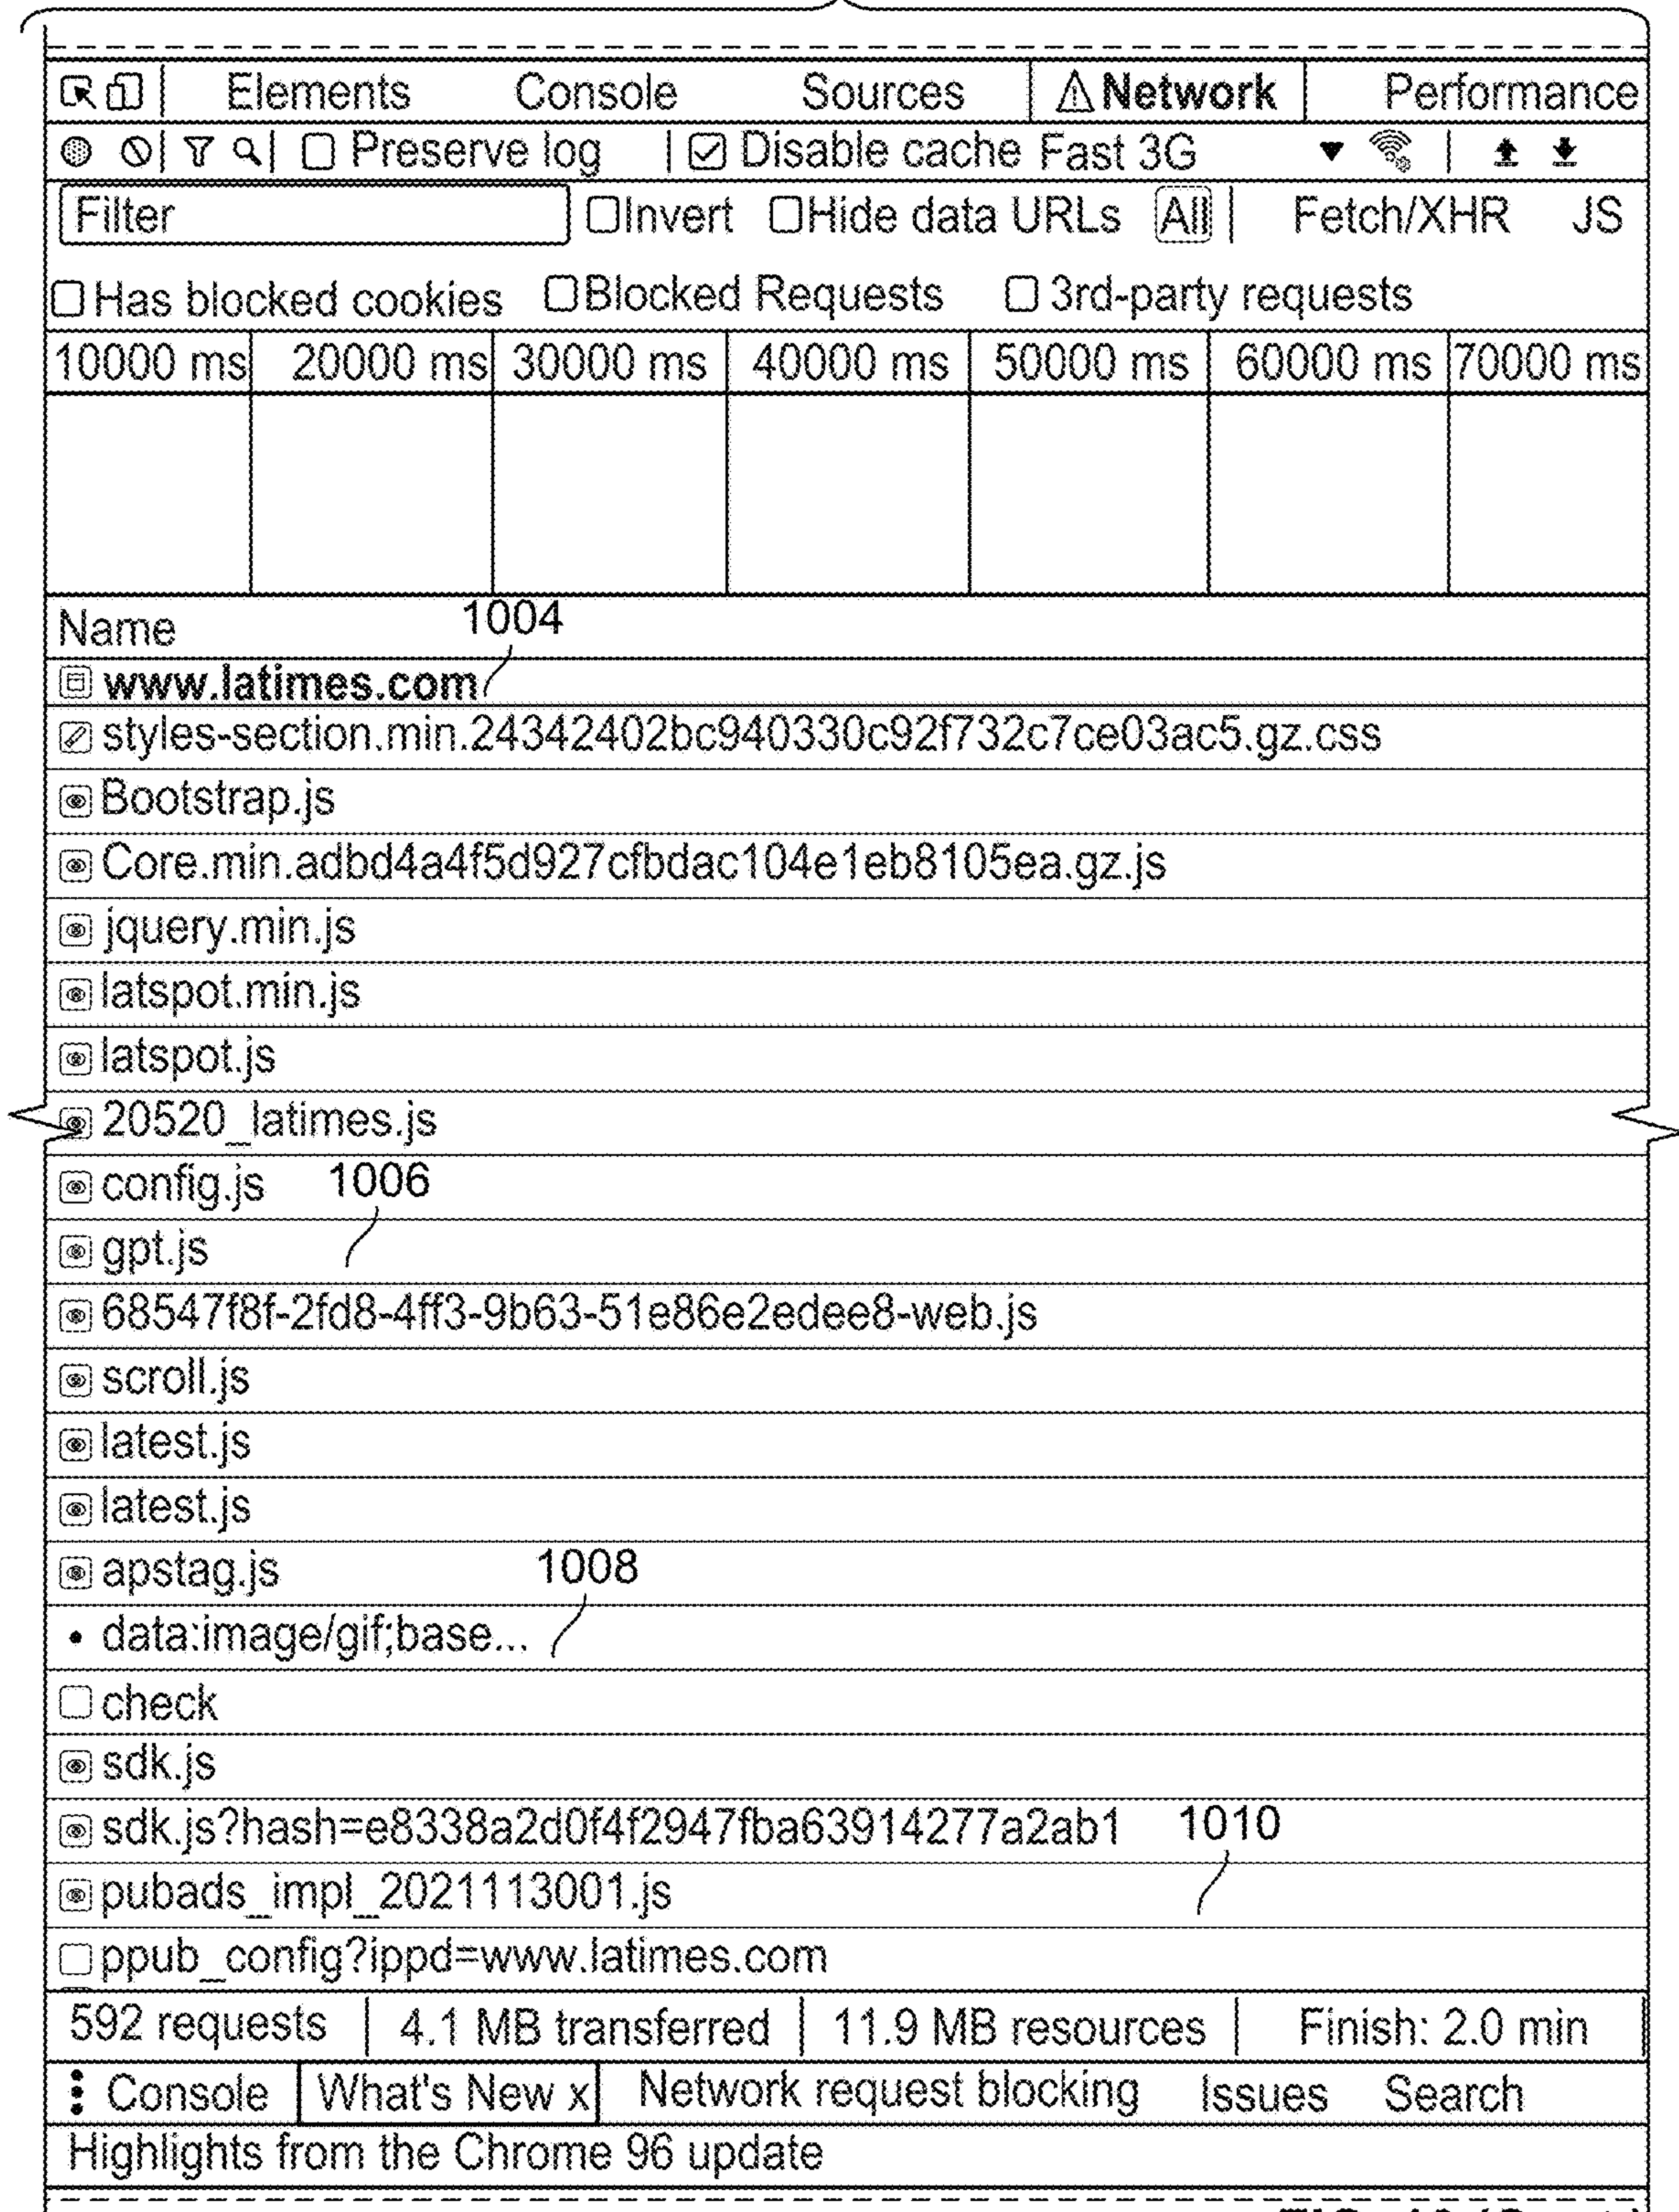 Elements Console Sources Network Performance
Preserve log Disable cache Fast 3G
Filter Invert Hide data URLs All Fetch/XHR JS
Has blocked cookies Blocked Requests 3rd-party requests
10000 ms 20000 ms 30000 ms 40000 ms 50000 ms 60000 ms 70000 ms
Name 1004
www.latimes.com
styles-section.min.24342402bc940330c92f732c7ce03ac5.gz.css
Bootstrap.js
Core.min.adbd4a4f5d927cfbdac104e1eb8105ea.gz.js
jquery.min.js
latspot.min.js
latspot.js
20520_latimes.js
config.js 1006
gpt.js
68547f8f-2fd8-4ff3-9b63-51e86e2edee8-web.js
scroll.js
latest.js
latest.js
apstag.js 1008
data:image/gif;base...
check
sdk.js
sdk.js?hash=e8338a2d0f4f2947fba63914277a2ab1 1010
pubads_impl_2021113001.js
ppub_config?ippd=www.latimes.com
592 requests 4.1 MB transferred 11.9 MB resources Finish: 2.0 min
Console What's New x Network request blocking Issues Search
Highlights from the Chrome 96 update